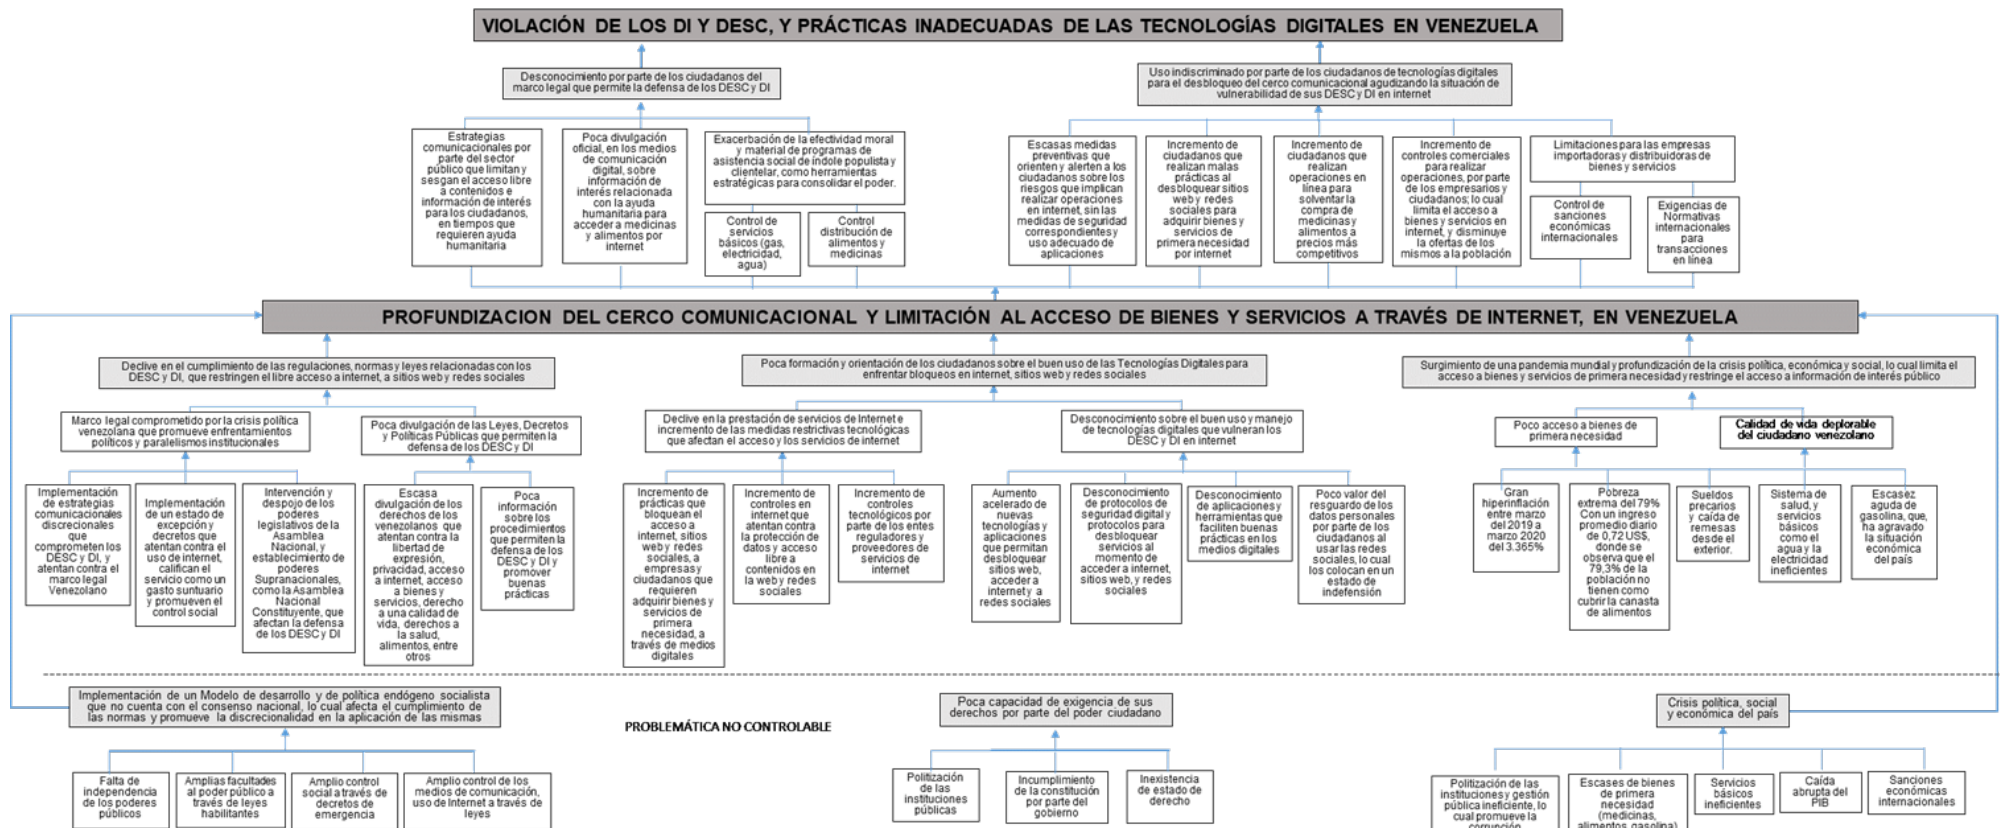 VIOLACIÓN DE LOS DI Y DESC, Y PRÁCTICAS INADECUADAS DE LAS TECNOLOGÍAS DIGITALES EN VENEZUELA
Desconocimiento por parte de los ciudadanos del
marco legal que permite la defensa de los DESC y DI
Uso indiscriminado por parte de los ciudadanos de tecnologías digitales
para el desbloqueo del cerco comunicacional agudizando la situación de
vulnerabilidad de sus DESC y DI en internet
Estrategias
comunicacionales por
parte del sector
público que limitan y
sesgan el acceso libre
a contenidos e
información de interés
para los ciudadanos,
en tiempos que
requieren ayuda
humanitaria
Poca divulgación
oficial, en los medios
de comunicación
digital, sobre
información de
interés relacionada
con la ayuda
humanitaria para
acceder a medicinas
y alimentos por
internet
Exacerbación de la efectividad moral
y material de programas de
asistencia social de índole populista y
clientelar, como herramientas
estratégicas para consolidar el poder.
Control de
servicios
básicos (gas,
electricidad,
agua)
Control
distribución de
alimentos y
medicinas
Escasas medidas
preventivas que
orienten y alerten a los
ciudadanos sobre los
riesgos que implican
realizar operaciones
en internet, sin las
medidas de seguridad
correspondientes y
uso adecuado de
aplicaciones
Incremento de
ciudadanos que
realizan malas
prácticas al
desbloquear sitios
web y redes
sociales para
adquirir bienes y
servicios de
primera necesidad
por internet
Incremento de
ciudadanos que
realizan
operaciones en
línea para
solventar la
compra de
medicinas y
alimentos a
precios más
competitivos
Incremento de
controles comerciales
para realizar
operaciones, por parte
de los empresarios y
ciudadanos; lo cual
limita el acceso a
bienes y servicios en
internet, y disminuye
la ofertas de los
mismos a la población
Limitaciones para las empresas
importadoras y distribuidoras de
bienes y servicios
Control de
sanciones
económicas
internacionales
Exigencias de
Normativas
internacionales
para
transacciones
en línea
PROFUNDIZACION DEL CERCO COMUNICACIONAL Y LIMITACIÓN AL ACCESO DE BIENES Y SERVICIOS A TRAVÉS DE INTERNET, EN VENEZUELA
Declive en el cumplimiento de las regulaciones, normas y leyes relacionadas con los
DESC y DI, que restringen el libre acceso a internet, a sitios web y redes sociales
Poca formación y orientación de los ciudadanos sobre el buen uso de las Tecnologías Digitales para
enfrentar bloqueos en internet, sitios web y redes sociales
Surgimiento de una pandemia mundial y profundización de la crisis política, económica y social, lo cual limita el
acceso a bienes y servicios de primera necesidad y restringe el acceso a información de interés público
Marco legal comprometido por la crisis política
venezolana que promueve enfrentamientos
políticos y paralelismos institucionales
Poca divulgación de las Leyes, Decretos
y Políticas Públicas que permiten la
defensa de los DESC y DI
Declive en la prestación de servicios de Internet e
incremento de las medidas restrictivas tecnológicas
que afectan el acceso y los servicios de internet
Desconocimiento sobre el buen uso y manejo
de tecnologías digitales que vulneran los
DESC y DI en internet
Poco acceso a bienes de
primera necesidad
Calidad de vida deplorable
del ciudadano venezolano
Implementación
de estrategias
comunicacionales
discrecionales
que
comprometen los
DESC y DI, y
atentan contra el
marco legal
Venezolano
Implementación
de un estado de
excepción y
decretos que
atentan contra el
uso de internet,
califican el
servicio como un
gasto suntuario
y promueven el
control social
Intervención y
despojo de los
poderes
legislativos de la
Asamblea
Nacional, y
establecimiento de
poderes
Supranacionales,
como la Asamblea
Nacional
Constituyente, que
afectan la defensa
de los DESC y DI
Escasa
divulgación de los
derechos de los
venezolanos que
atentan contra la
libertad de
expresión,
privacidad, acceso
a internet, acceso
a bienes y
servicios, derecho
a una calidad de
vida, derechos a
la salud,
alimentos, entre
otros
Poca
información
sobre los
procedimientos
que permiten la
defensa de los
DESC y DI y
promover
buenas
prácticas
Incremento de
prácticas que
bloquean el
acceso a
internet, sitios
web y redes
sociales, a
empresas y
ciudadanos que
requieren
adquirir bienes y
servicios de
primera
necesidad, a
través de medios
digitales
Incremento de
controles en
internet que
atentan contra
la protección de
datos y acceso
libre a
contenidos en
la web y redes
sociales
Incremento de
controles
tecnológicos por
parte de los entes
reguladores y
proveedores de
servicios de
internet
Aumento
acelerado de
nuevas
tecnologías y
aplicaciones
que permitan
desbloquear
sitios web,
acceder a
internet y a
redes sociales
Desconocimiento
de protocolos de
seguridad digital y
protocolos para
desbloquear
servicios al
momento de
acceder a internet,
sitios web, y redes
sociales
Desconocimiento
de aplicaciones y
herramientas que
faciliten buenas
prácticas en los
medios digitales
Poco valor del
resguardo de los
datos personales
por parte de los
ciudadanos al
usar las redes
sociales, lo cual
los colocan en un
estado de
indefensión
Gran
hiperinflación
entre marzo
del 2019 a
marzo 2020
del 3.365%
Pobreza
extrema del 79%
Con un ingreso
promedio diario
de 0,72 US$,
donde se
observa que el
79,3% de la
población no
tienen como
cubrir la canasta
de alimentos
Sueldos
precarios y
caída de
remesas
desde el
exterior.
Sistema de
salud, y
servicios
básicos
como el
agua y la
electricidad
ineficientes
Escasez
aguda de
gasolina, que,
ha agravado
la situación
económica
del país
Implementación de un Modelo de desarrollo y de política endógeno socialista
que no cuenta con el consenso nacional, lo cual afecta el cumplimiento de
las normas y promueve la discrecionalidad en la aplicación de las mismas
PROBLEMÁTICA NO CONTROLABLE
Poca capacidad de exigencia de sus
derechos por parte del poder ciudadano
Crisis política, social
y económica del país
Falta de
independencia
de los poderes
públicos
Amplias facultades
al poder público a
través de leyes
habilitantes
Amplio control
social a través de
decretos de
emergencia
Amplio control de los
medios de comunicación,
uso de Internet a través de
leyes
Politización
de las
instituciones
públicas
Incumplimiento
de la constitución
por parte del
gobierno
Inexistencia
de estado de
derecho
Politización de las
instituciones y gestión
pública ineficiente, lo
cual promueve la
corrupción
Escases de bienes
de primera
necesidad
(medicinas,
alimentos, gasolina)
Servicios
básicos
ineficientes
Caída
abrupta del
PIB
Sanciones
económicas
internacionales